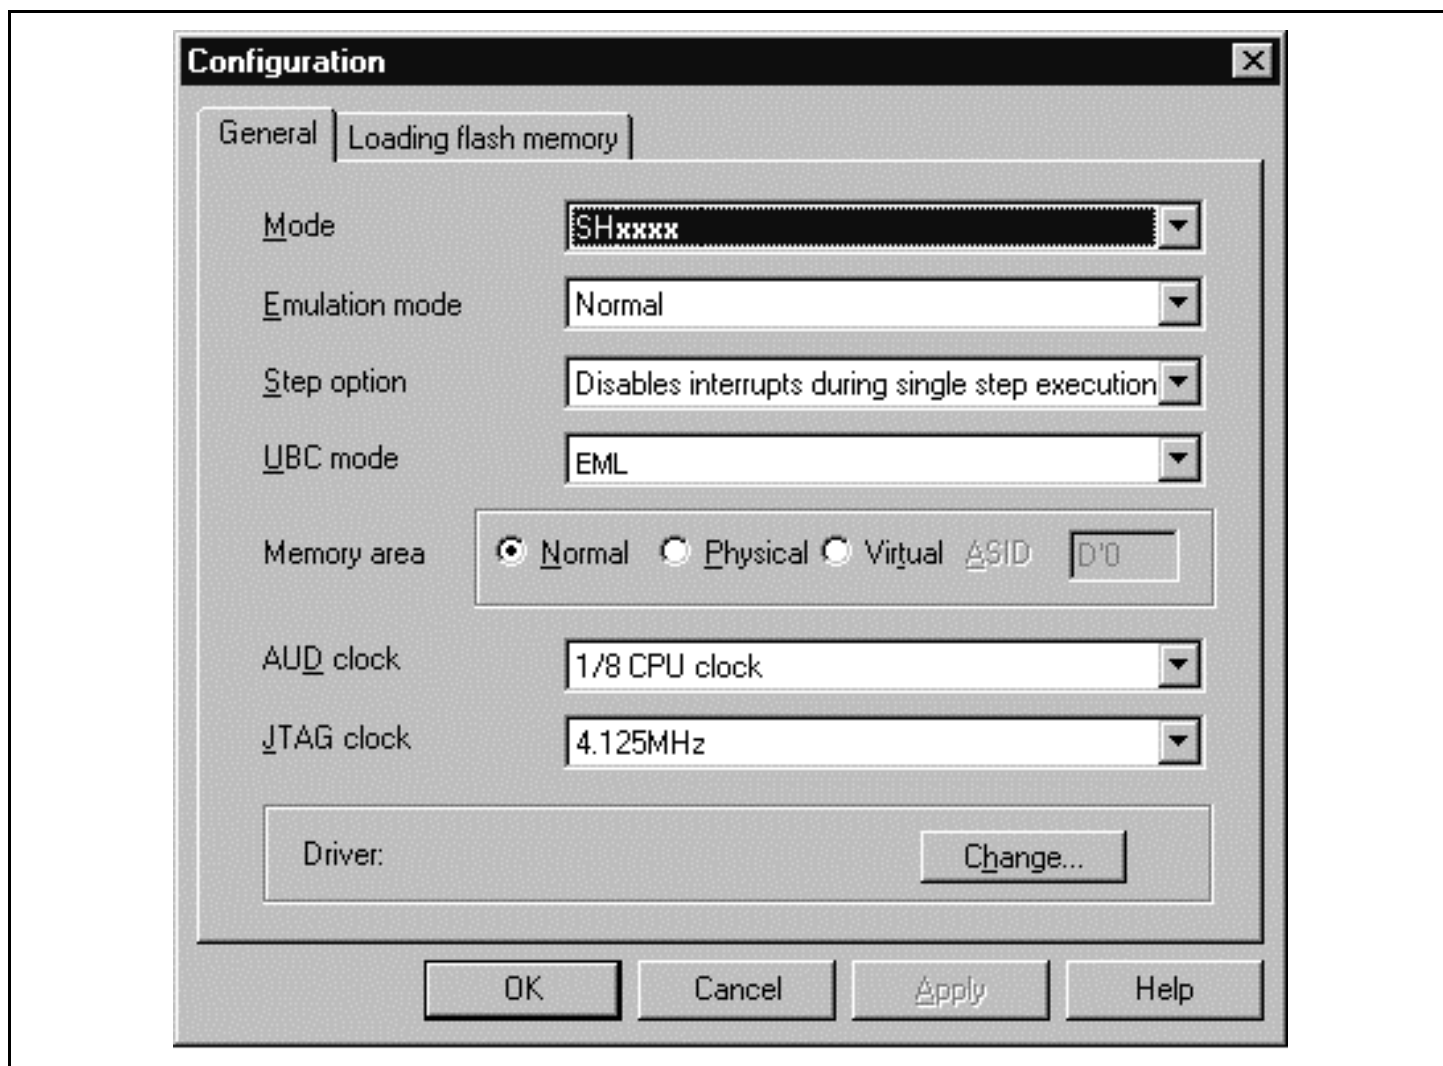 Configuration
General Loading flash memory
Mode SHxxxx
Emulation mode Normal
Step option Disables interrupts during single step execution
UBC mode EML
Memory area Normal Physical Virtual ASID D'0
AUD clock 1/8 CPU clock
JTAG clock 4.125MHz
Driver: Change...
OK Cancel Apply Help